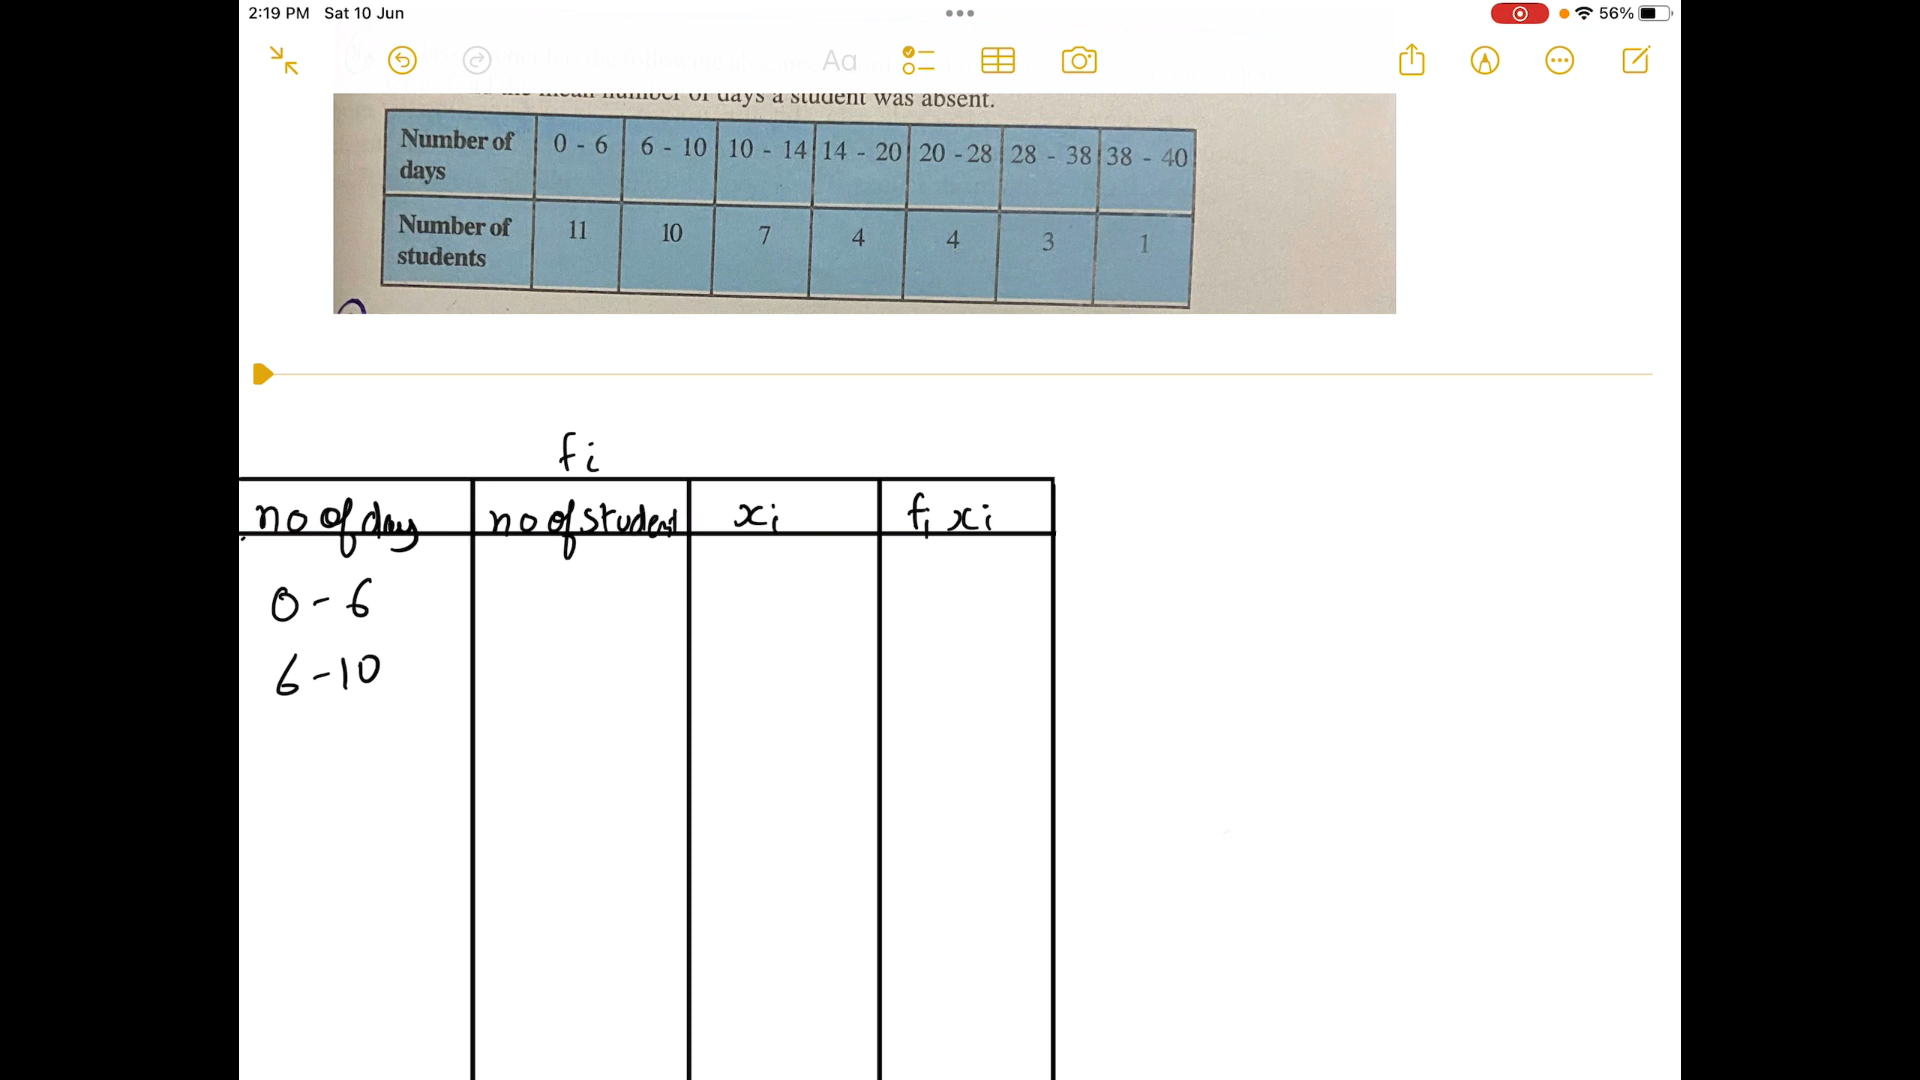 2:19 PM Sat 10 Jun
56%
Aa
mean number of days a student was absent.
Number of days 0 - 6 6 - 10 10 - 14 14 - 20 20 - 28 28 - 38 38 - 40
Number of students 11 10 7 4 4 3 1
fi
no of day no of student xi fi xi
0 - 6
6 - 10